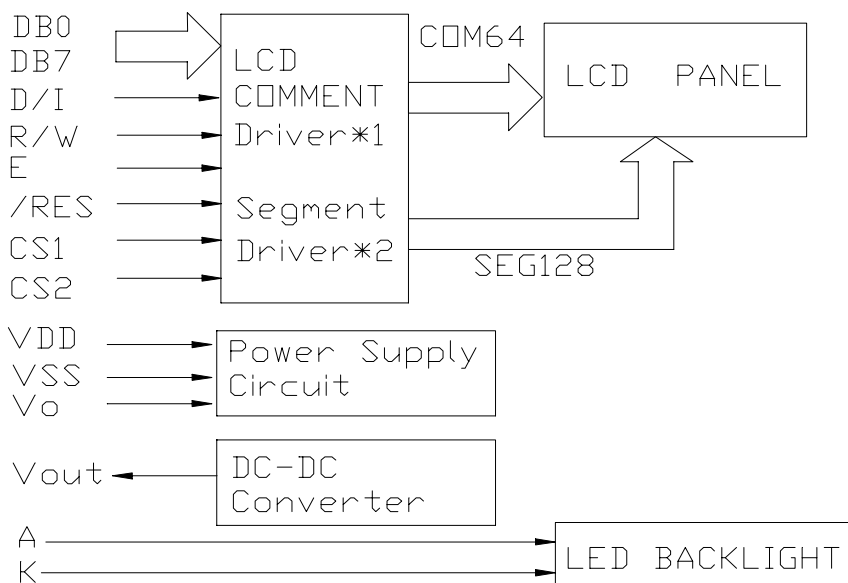 DB0
DB7
D/I
R/W
E
/RES
CS1
CS2
LCD
COMMENT
Driver*1
Segment
Driver*2
COM64
LCD PANEL
SEG128
VDD
VSS
Vo
Power Supply
Circuit
Vout
DC-DC
Converter
A
K
LED BACKLIGHT